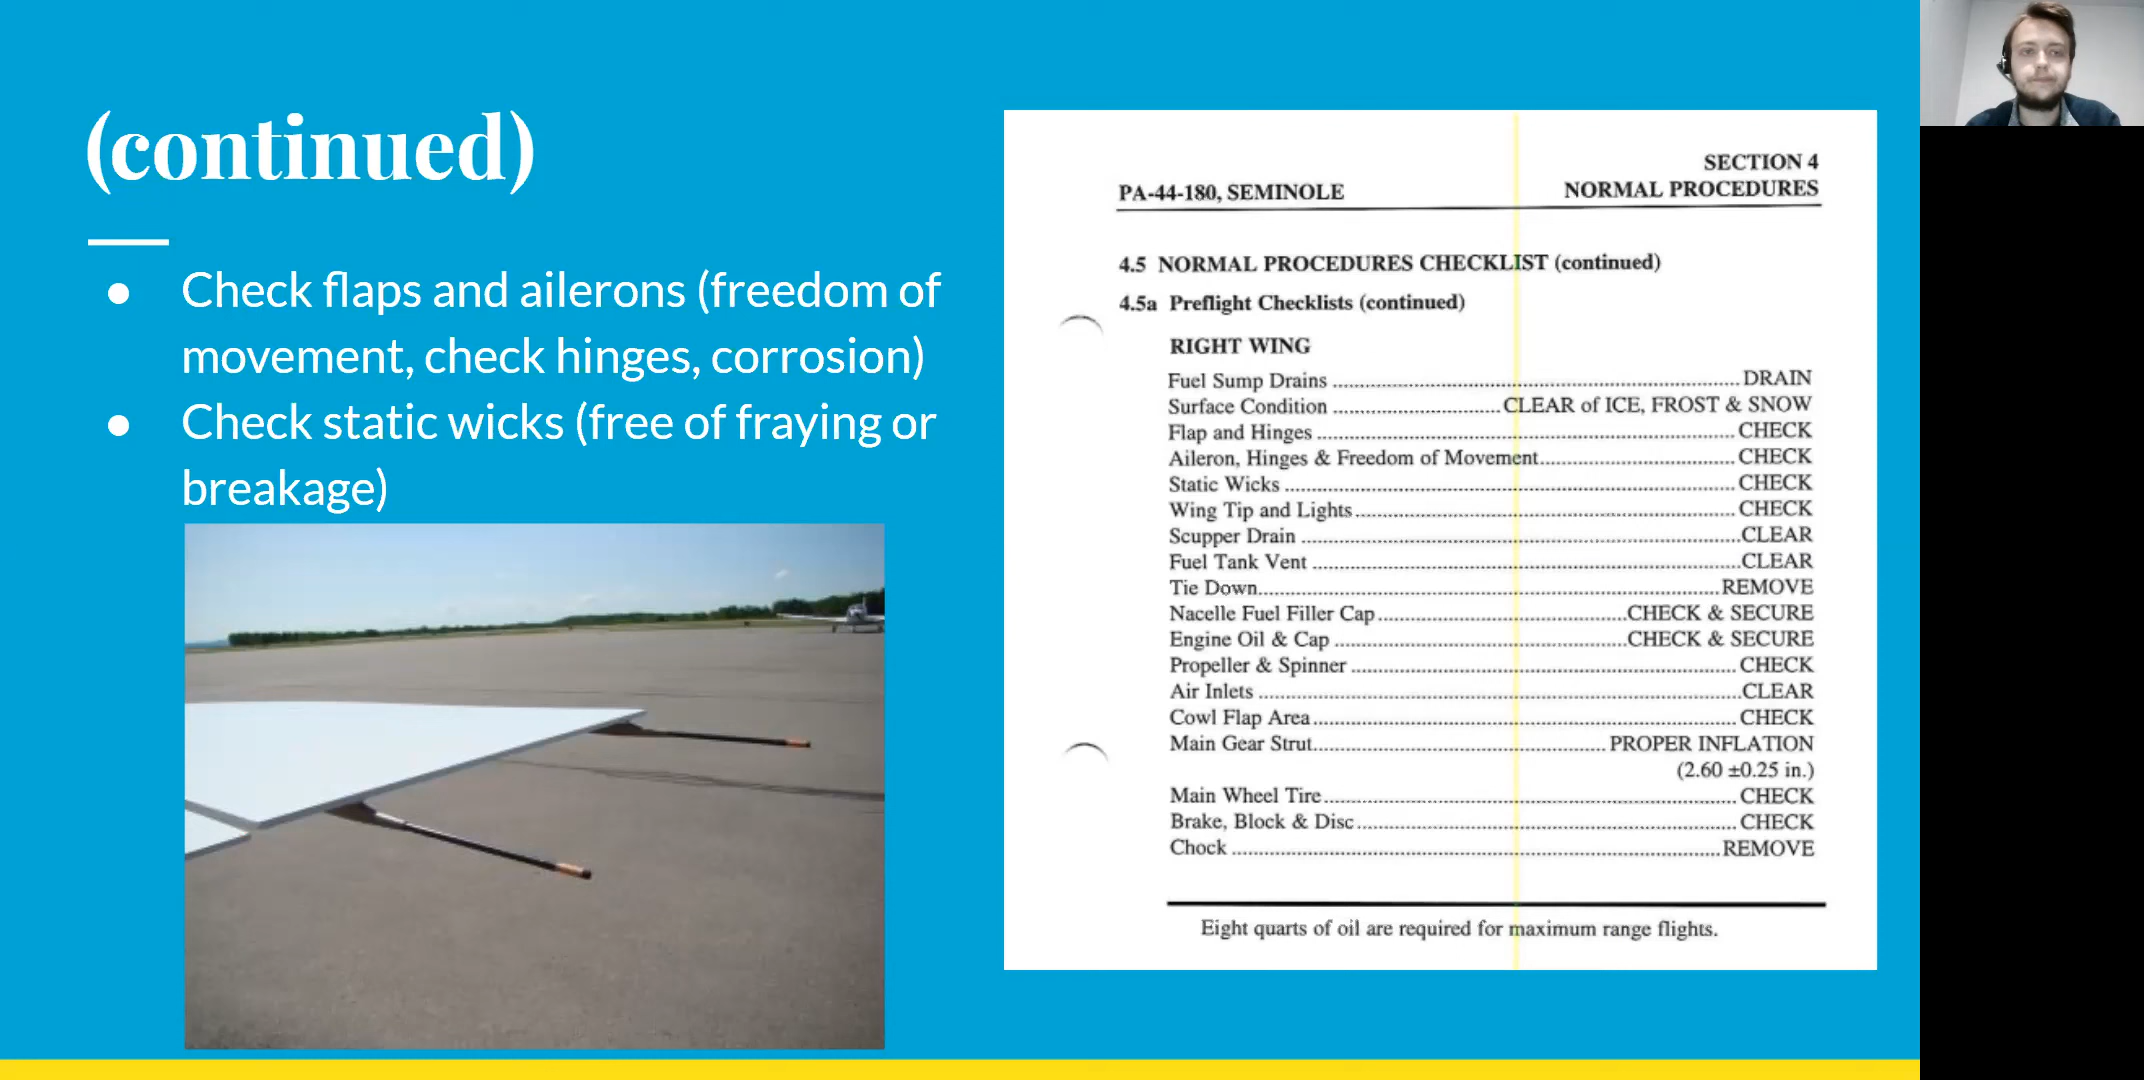 (continued)
● Check flaps and ailerons (freedom of
movement, check hinges, corrosion)
● Check static wicks (free of fraying or
breakage)
SECTION 4
PA-44-180, SEMINOLE NORMAL PROCEDURES
4.5 NORMAL PROCEDURES CHECKLIST (continued)
4.5a Preflight Checklists (continued)
RIGHT WING
Fuel Sump Drains ........ DRAIN
Surface Condition ........ CLEAR of ICE, FROST & SNOW
Flap and Hinges ........ CHECK
Aileron, Hinges & Freedom of Movement ........ CHECK
Static Wicks ........ CHECK
Wing Tip and Lights ........ CHECK
Scupper Drain ........ CLEAR
Fuel Tank Vent ........ CLEAR
Tie Down ........ REMOVE
Nacelle Fuel Filler Cap ........ CHECK & SECURE
Engine Oil & Cap ........ CHECK & SECURE
Propeller & Spinner ........ CHECK
Air Inlets ........ CLEAR
Cowl Flap Area ........ CHECK
Main Gear Strut ........ PROPER INFLATION
(2.60 ±0.25 in.)
Main Wheel Tire ........ CHECK
Brake, Block & Disc ........ CHECK
Chock ........ REMOVE
Eight quarts of oil are required for maximum range flights.